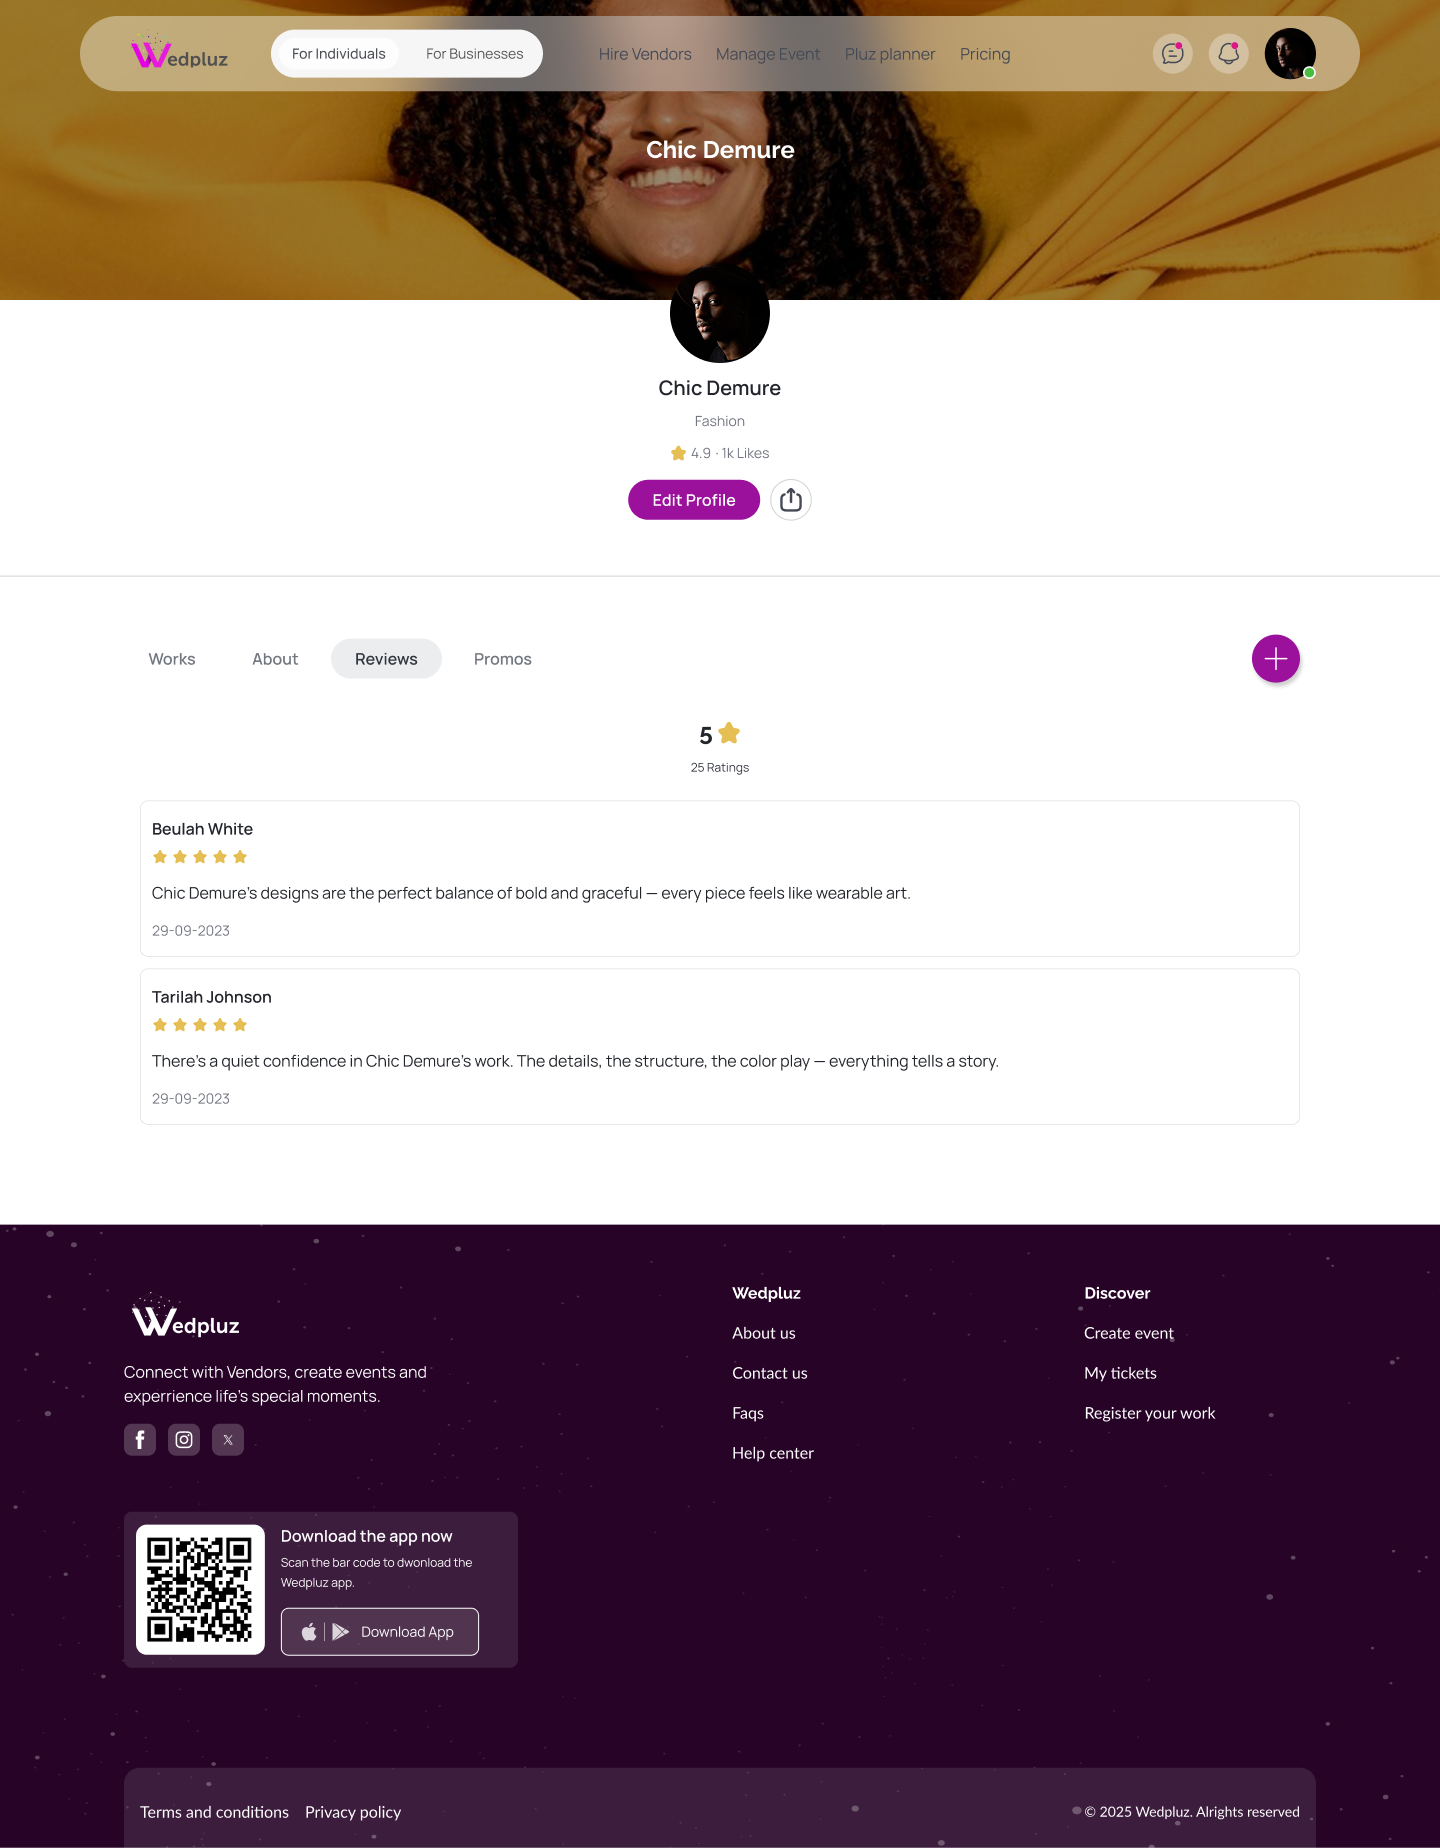 Wedpluz
For Individuals
For Businesses
Hire Vendors
Manage Event
Pluz planner
Pricing
Chic Demure
Chic Demure
Fashion
4.9 · 1k Likes
Edit Profile
Works
About
Reviews
Promos
5
25 Ratings
Beulah White
Chic Demure's designs are the perfect balance of bold and graceful — every piece feels like wearable art.
29-09-2023
Tarilah Johnson
There's a quiet confidence in Chic Demure's work. The details, the structure, the color play — everything tells a story.
29-09-2023
Wedpluz
Connect with Vendors, create events and
experrience life's special moments.
Download the app now
Scan the bar code to dwonload the
Wedpluz app.
Download App
Wedpluz
About us
Contact us
Faqs
Help center
Discover
Create event
My tickets
Register your work
Terms and conditions
Privacy policy
© 2025 Wedpluz. Alrights reserved